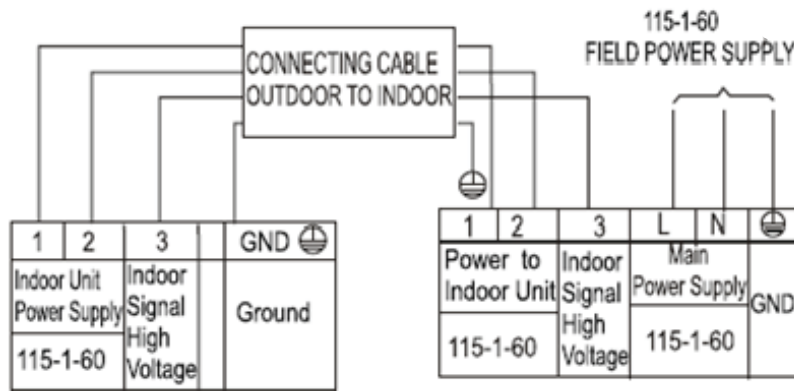 115-1-60
FIELD POWER SUPPLY
CONNECTING CABLE
OUTDOOR TO INDOOR
1 2 3 GND
Indoor Unit
Power Supply
115-1-60
Indoor
Signal
High
Voltage
Ground
1 2 3 L N
Power to
Indoor Unit
115-1-60
Indoor
Signal
High
Voltage
Main
Power Supply
115-1-60
GND